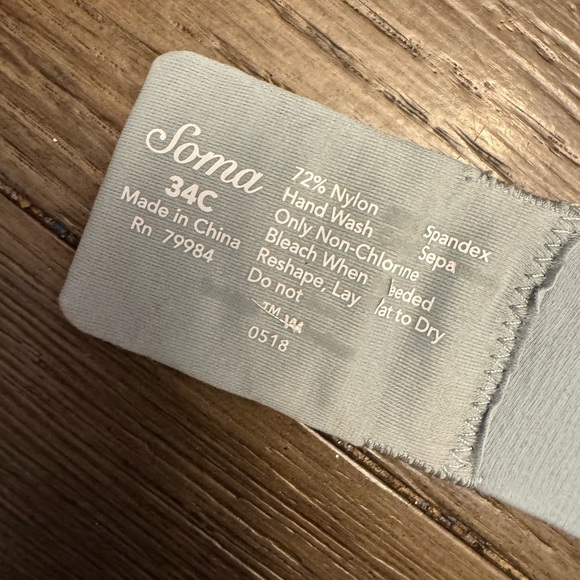 Soma
34C
Made in China
Rn 79984
72% Nylon Spandex
Hand Wash Sepa
Only Non-Chlorine
Bleach When eeded
Reshape, Lay lat to Dry
Do not
TM
0518